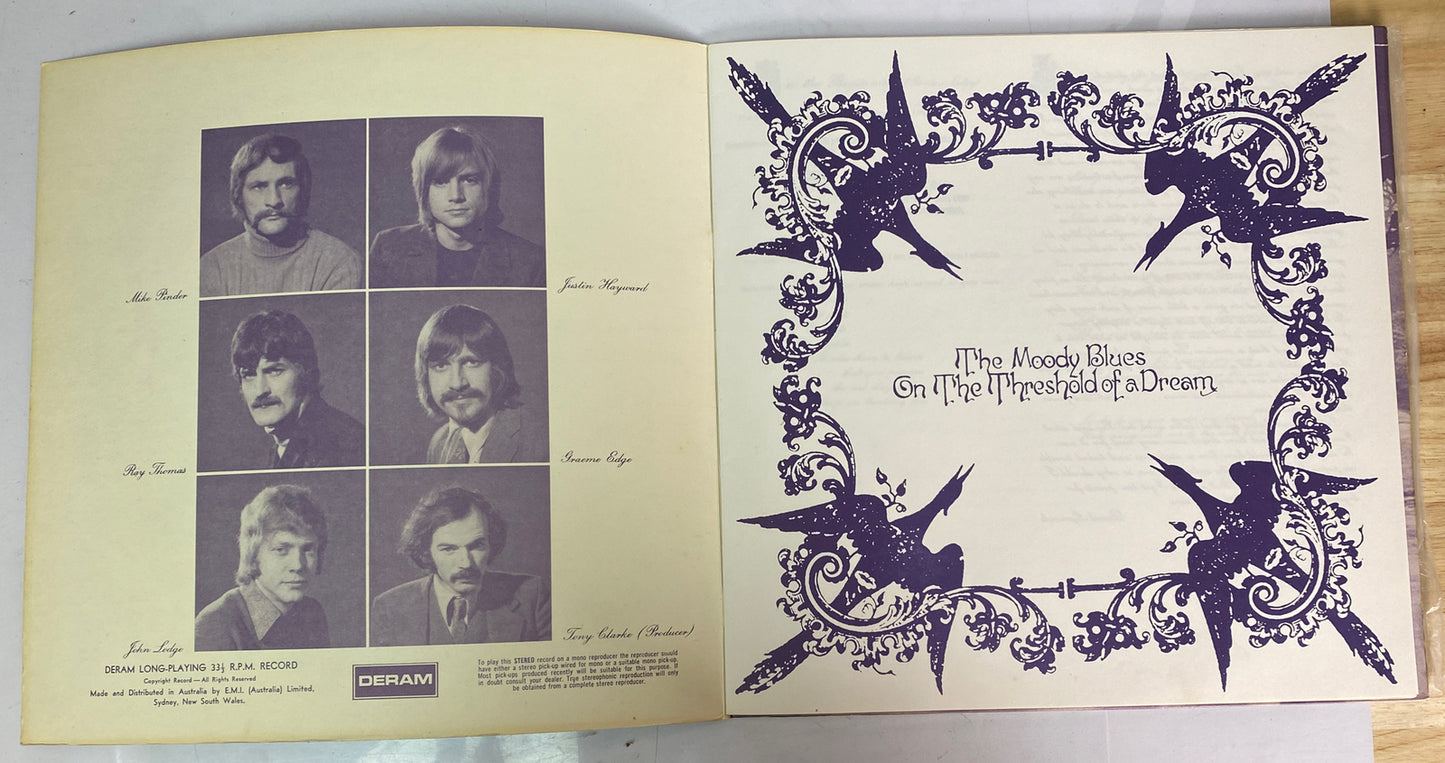 Mike Pinder
Justin Hayward
Ray Thomas
Graeme Edge
John Lodge
Tony Clarke (Producer)
DERAM LONG-PLAYING 33⅓ R.P.M. RECORD
Copyright Record — All Rights Reserved
Made and Distributed in Australia by E.M.I. (Australia) Limited,
Sydney, New South Wales.
DERAM
To play this STEREO record on a mono reproducer the reproducer should
have either a stereo pick-up wired for mono or a suitable mono pick-up.
Most pick-ups produced recently will be suitable for this purpose. If
in doubt consult your dealer. True stereophonic reproduction will only
be obtained from a complete stereo reproducer.
The Moody Blues
On The Threshold of a Dream